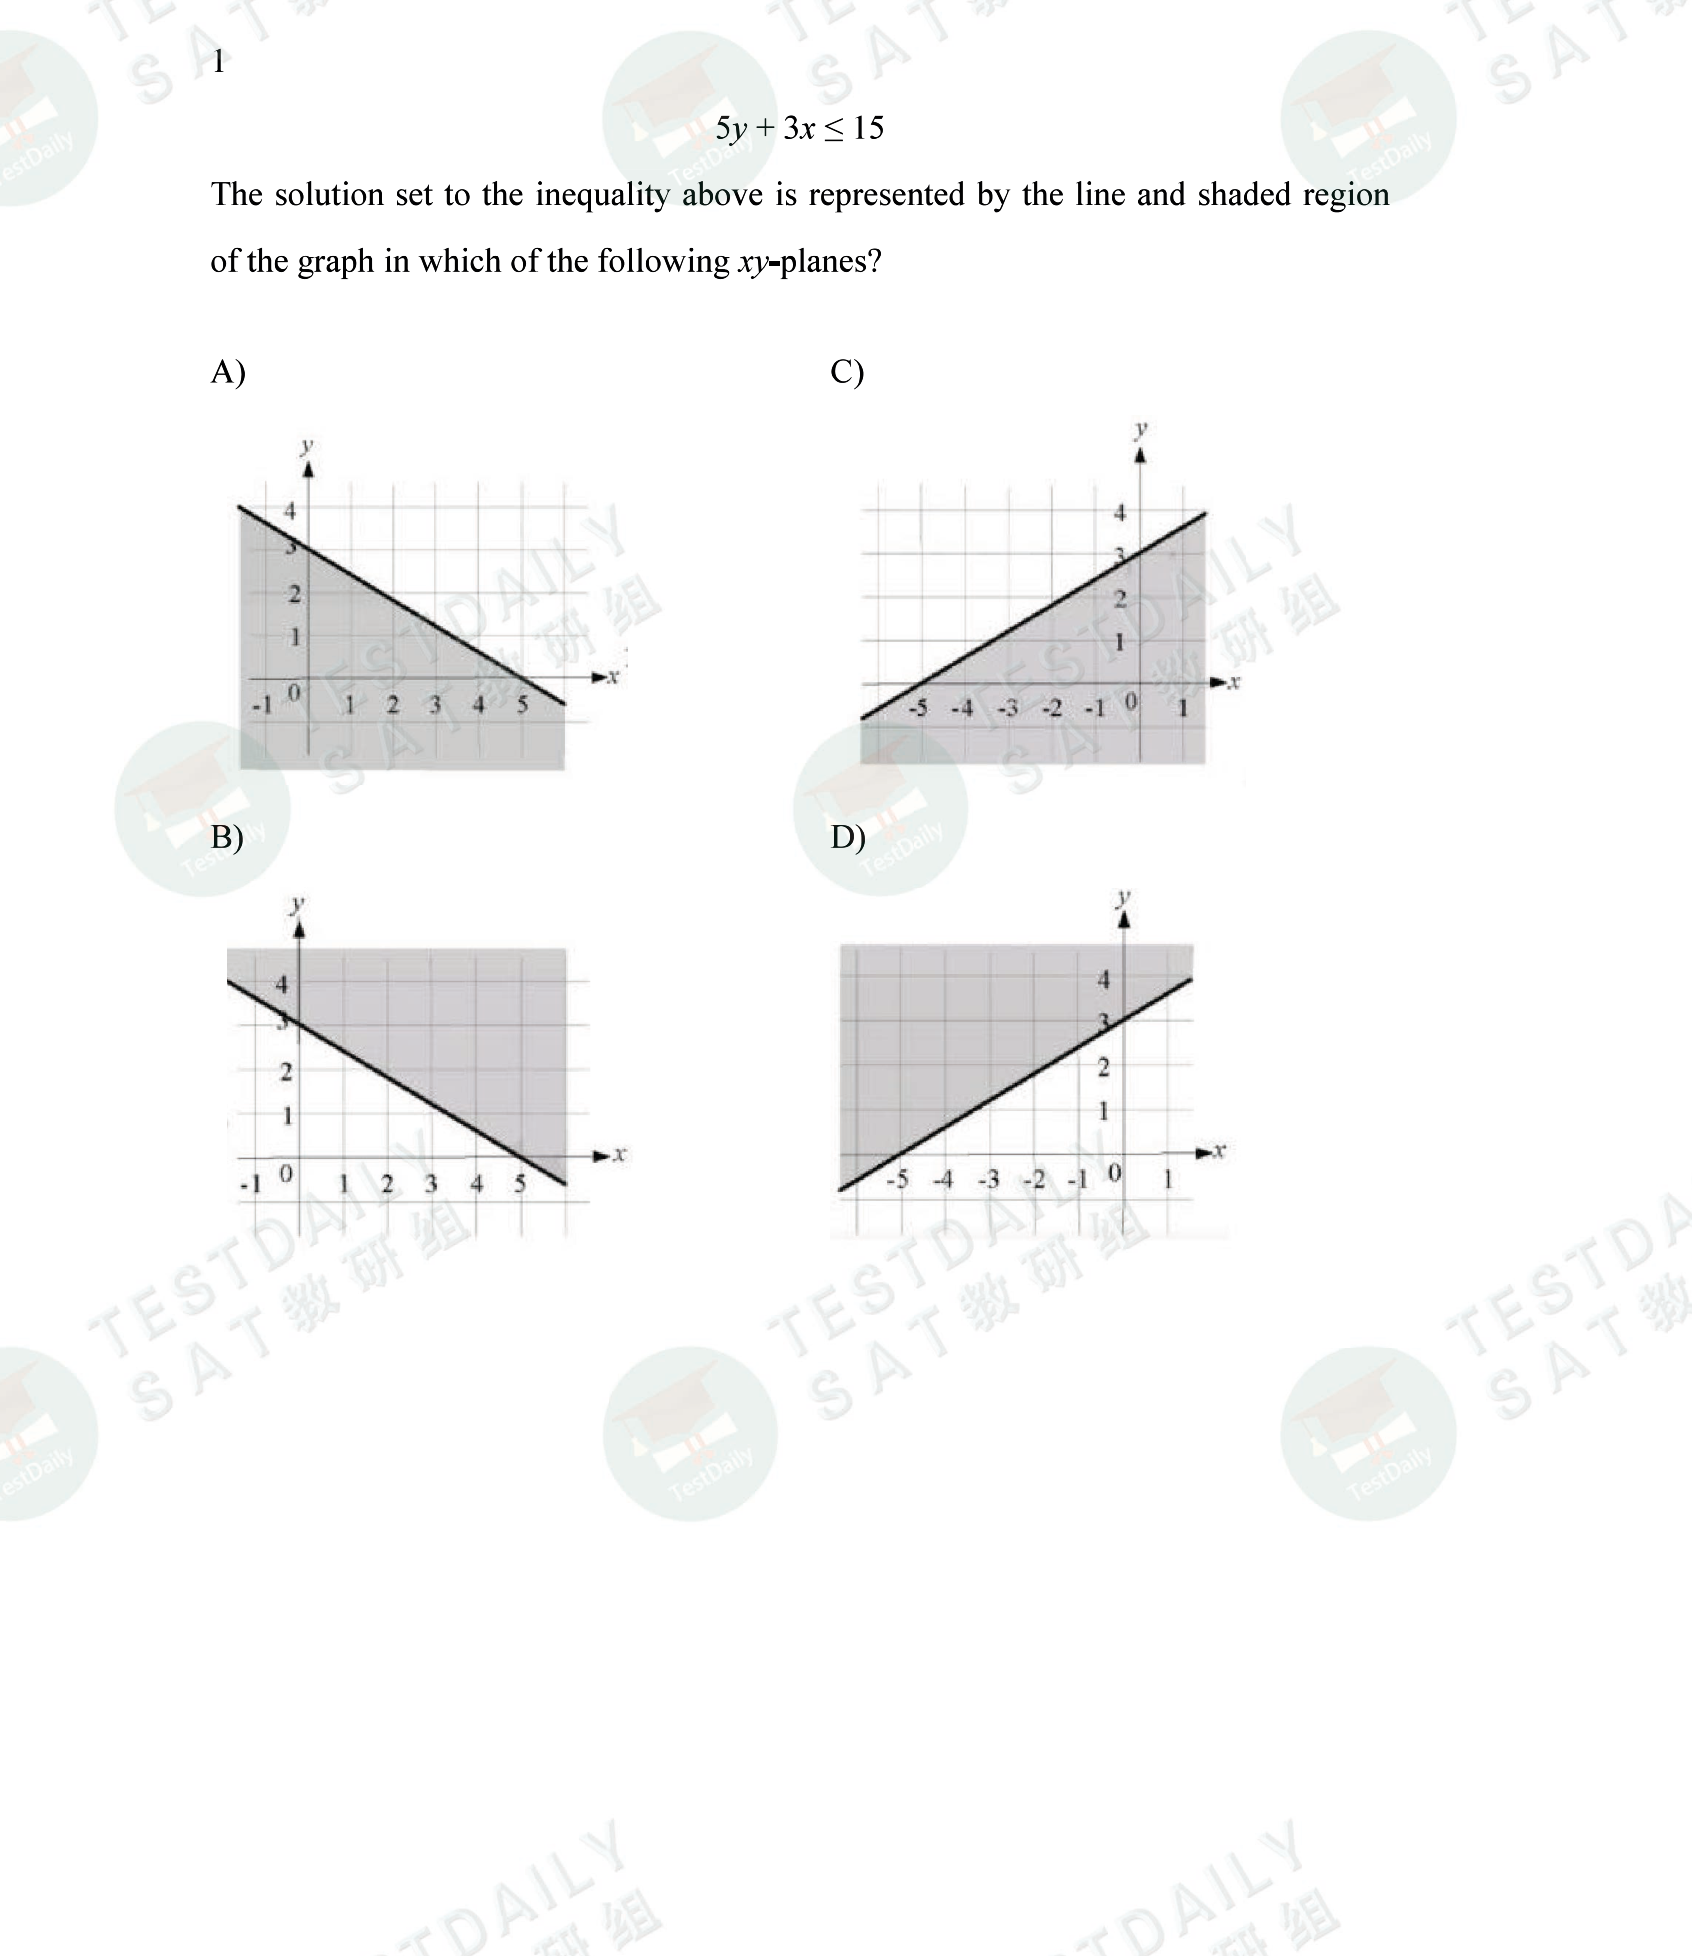 TESTDAILY
SAT教研组
1
5y + 3x ≤ 15
The solution set to the inequality above is represented by the line and shaded region
of the graph in which of the following xy-planes?
A)
C)
y
4
3
2
1
0
-1 1 2 3 4 5
x
y
4
3
2
1
-5 -4 -3 -2 -1 0 1
x
B)
D)
y
4
3
2
1
0
-1 1 2 3 4 5
x
y
4
3
2
1
-5 -4 -3 -2 -1 0 1
x
TestDaily